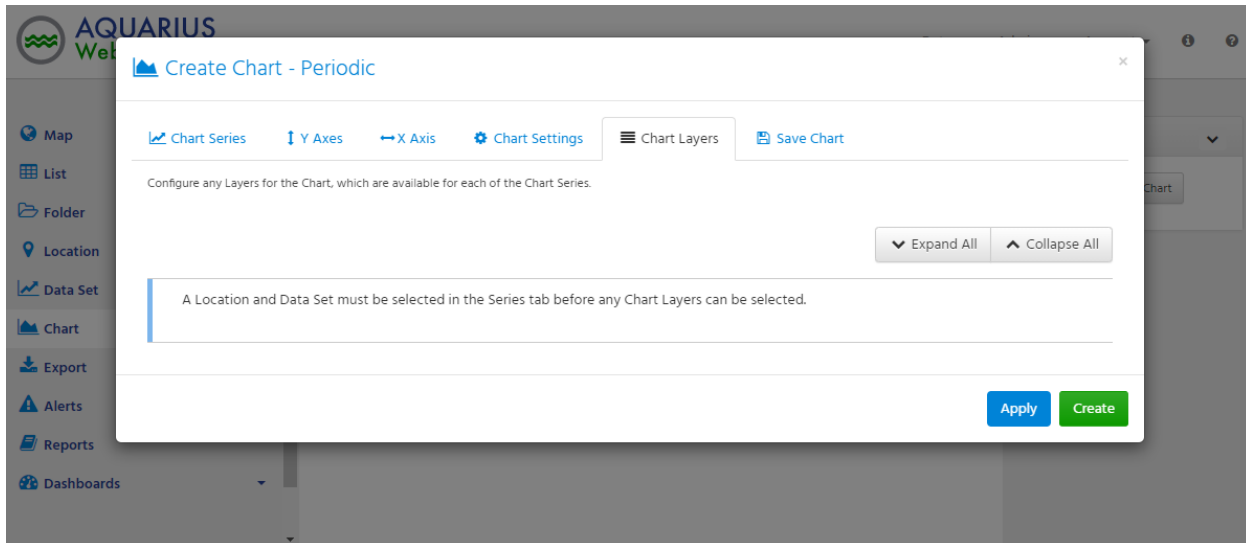 AQUARIUS
Web
Create Chart - Periodic
×
Chart Series
Y Axes
X Axis
Chart Settings
Chart Layers
Save Chart
Configure any Layers for the Chart, which are available for each of the Chart Series.
Expand All
Collapse All
A Location and Data Set must be selected in the Series tab before any Chart Layers can be selected.
Apply
Create
Map
List
Folder
Location
Data Set
Chart
Export
Alerts
Reports
Dashboards
Chart